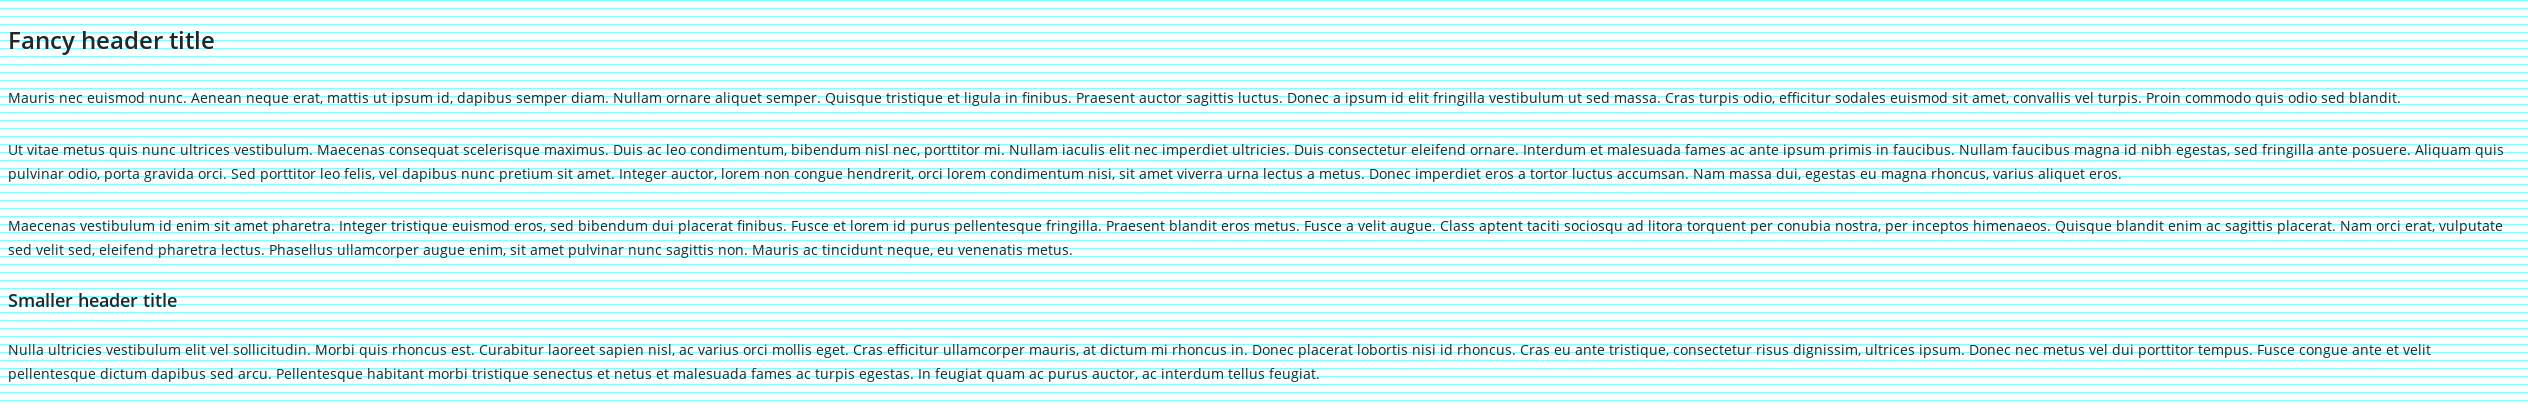 Fancy header title
Mauris nec euismod nunc. Aenean neque erat, mattis ut ipsum id, dapibus semper diam. Nullam ornare aliquet semper. Quisque tristique et ligula in finibus. Praesent auctor sagittis luctus. Donec a ipsum id elit fringilla vestibulum ut sed massa. Cras turpis odio, efficitur sodales euismod sit amet, convallis vel turpis. Proin commodo quis odio sed blandit.
Ut vitae metus quis nunc ultrices vestibulum. Maecenas consequat scelerisque maximus. Duis ac leo condimentum, bibendum nisl nec, porttitor mi. Nullam iaculis elit nec imperdiet ultricies. Duis consectetur eleifend ornare. Interdum et malesuada fames ac ante ipsum primis in faucibus. Nullam faucibus magna id nibh egestas, sed fringilla ante posuere. Aliquam quis
pulvinar odio, porta gravida orci. Sed porttitor leo felis, vel dapibus nunc pretium sit amet. Integer auctor, lorem non congue hendrerit, orci lorem condimentum nisi, sit amet viverra urna lectus a metus. Donec imperdiet eros a tortor luctus accumsan. Nam massa dui, egestas eu magna rhoncus, varius aliquet eros.
Maecenas vestibulum id enim sit amet pharetra. Integer tristique euismod eros, sed bibendum dui placerat finibus. Fusce et lorem id purus pellentesque fringilla. Praesent blandit eros metus. Fusce a velit augue. Class aptent taciti sociosqu ad litora torquent per conubia nostra, per inceptos himenaeos. Quisque blandit enim ac sagittis placerat. Nam orci erat, vulputate
sed velit sed, eleifend pharetra lectus. Phasellus ullamcorper augue enim, sit amet pulvinar nunc sagittis non. Mauris ac tincidunt neque, eu venenatis metus.
Smaller header title
Nulla ultricies vestibulum elit vel sollicitudin. Morbi quis rhoncus est. Curabitur laoreet sapien nisl, ac varius orci mollis eget. Cras efficitur ullamcorper mauris, at dictum mi rhoncus in. Donec placerat lobortis nisi id rhoncus. Cras eu ante tristique, consectetur risus dignissim, ultrices ipsum. Donec nec metus vel dui porttitor tempus. Fusce congue ante et velit
pellentesque dictum dapibus sed arcu. Pellentesque habitant morbi tristique senectus et netus et malesuada fames ac turpis egestas. In feugiat quam ac purus auctor, ac interdum tellus feugiat.